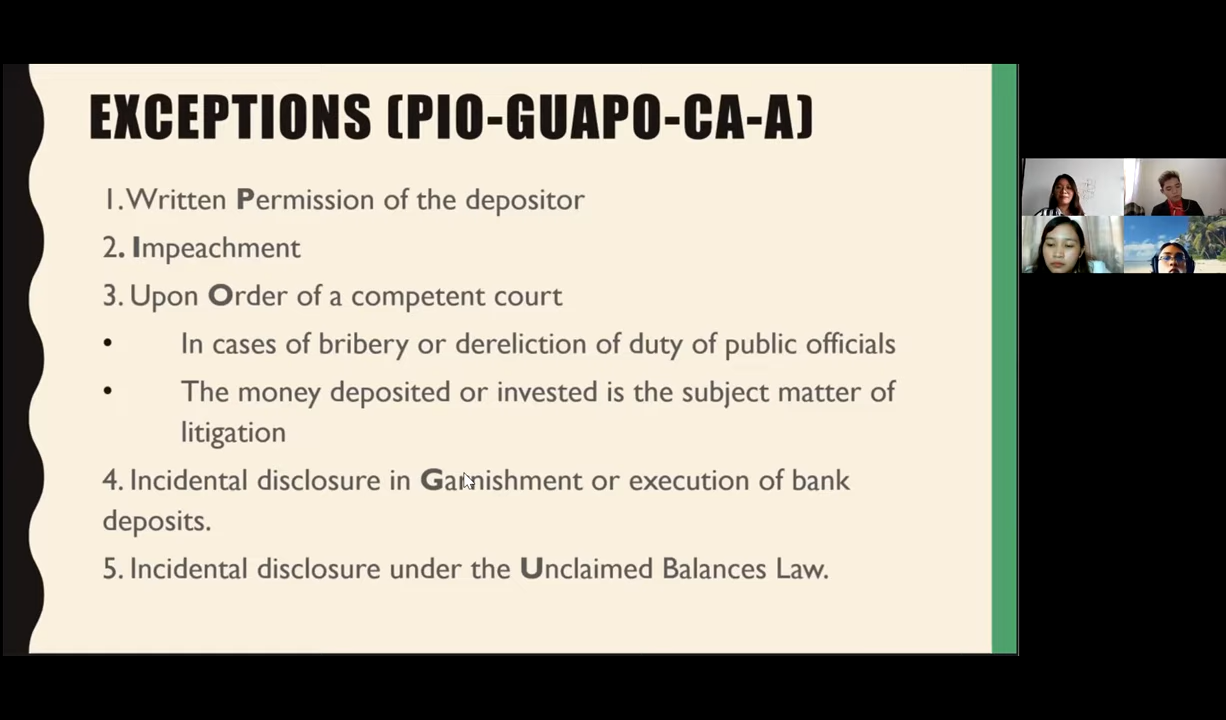 EXCEPTIONS (PIO-GUAPO-CA-A)
1. Written Permission of the depositor
2. Impeachment
3. Upon Order of a competent court
• In cases of bribery or dereliction of duty of public officials
• The money deposited or invested is the subject matter of
litigation
4. Incidental disclosure in Garnishment or execution of bank
deposits.
5. Incidental disclosure under the Unclaimed Balances Law.